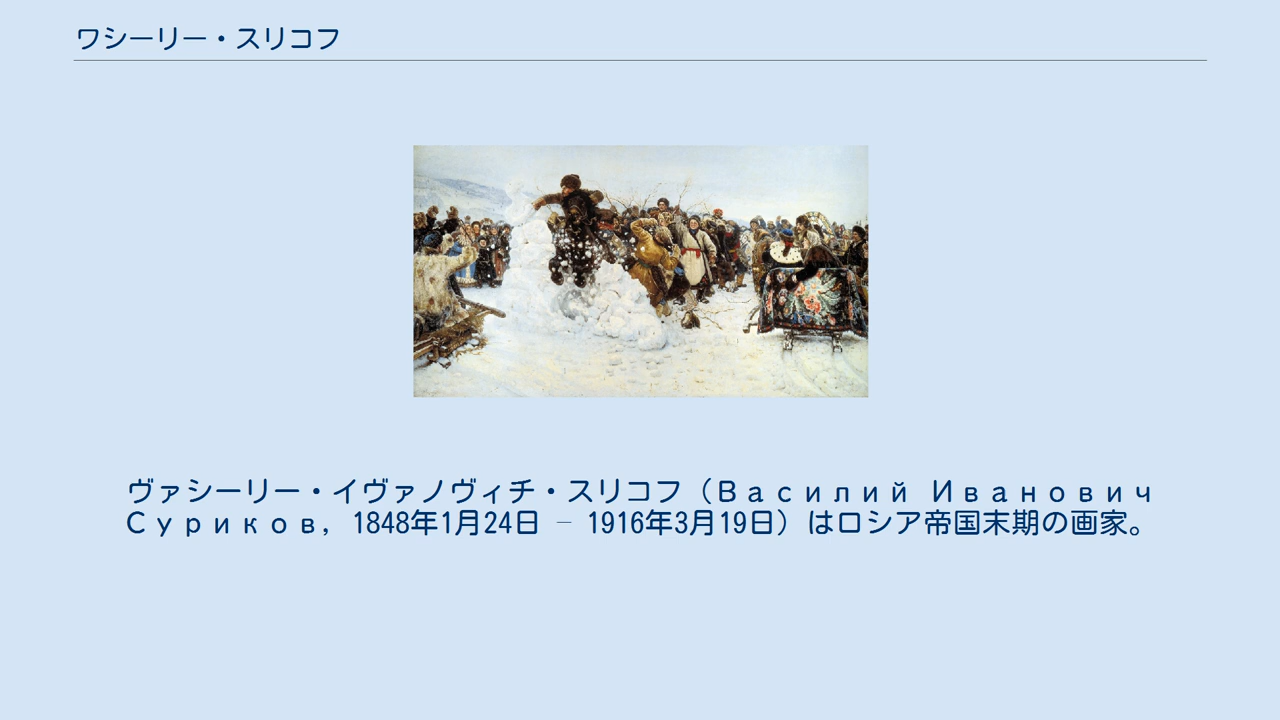 ワシーリー・スリコフ
ヴァシーリー・イヴァノヴィチ・スリコフ（Василий Иванович
Суриков, 1848年1月24日 – 1916年3月19日）はロシア帝国末期の画家。